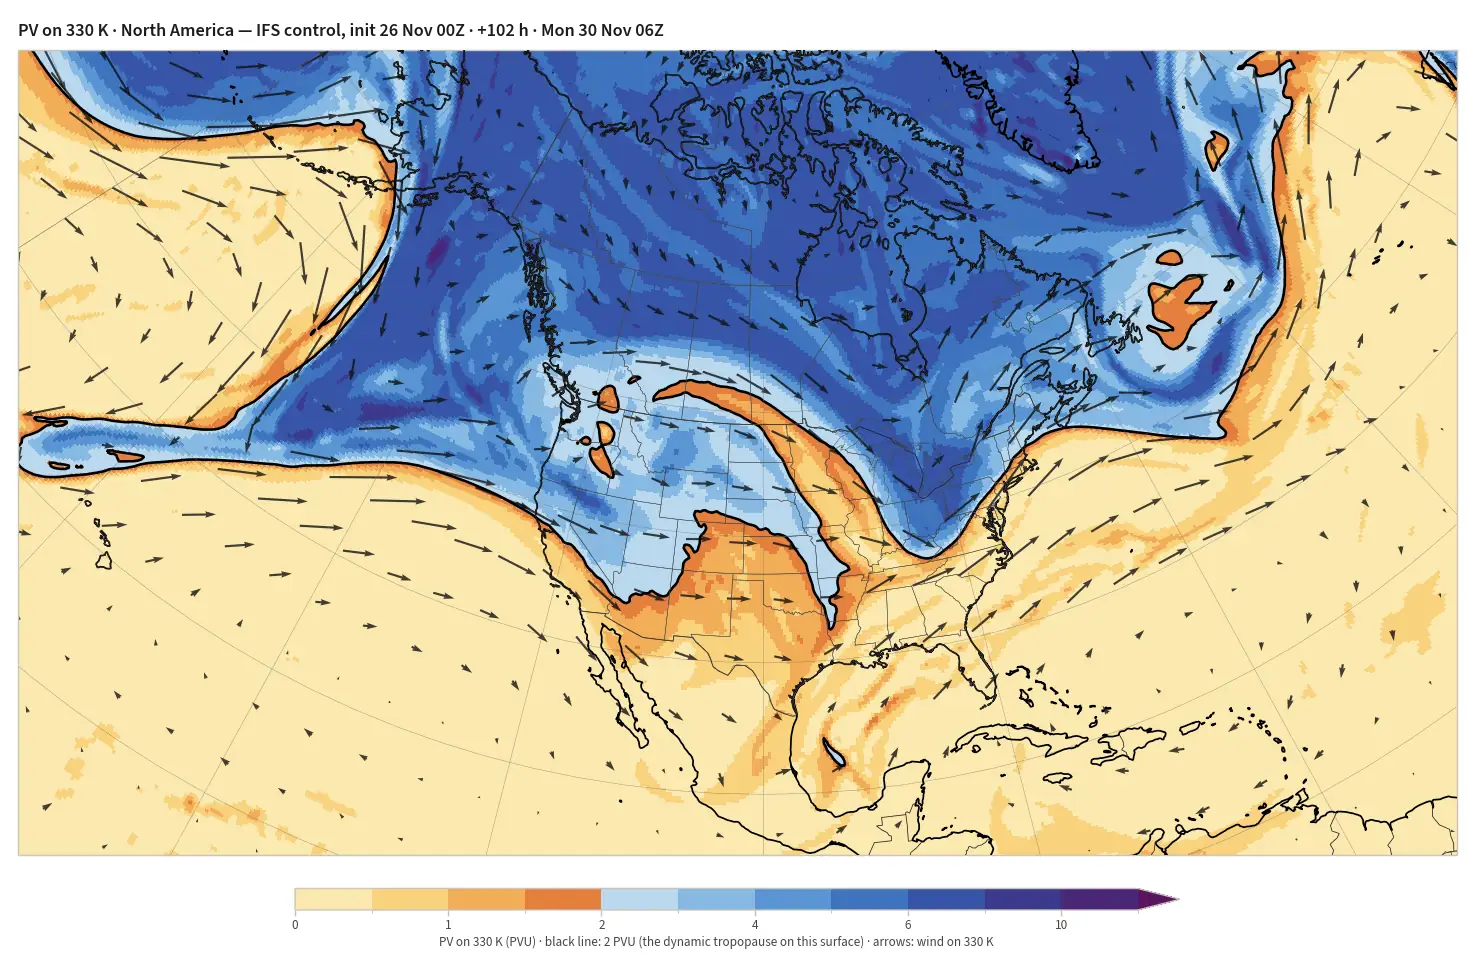 PV on 330 K · North America — IFS control, init 26 Nov 00Z · +102 h · Mon 30 Nov 06Z
0 1 2 4 6 10
PV on 330 K (PVU) · black line: 2 PVU (the dynamic tropopause on this surface) · arrows: wind on 330 K